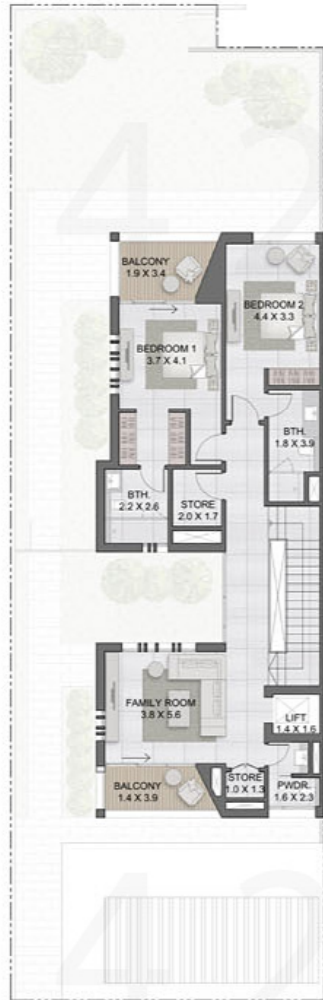 42
BALCONY
1.9 X 3.4
BEDROOM 2
4.4 X 3.3
BEDROOM 1
3.7 X 4.1
BTH.
1.8 X 3.9
BTH.
2.2 X 2.6
STORE
2.0 X 1.7
FAMILY ROOM
3.8 X 5.6
LIFT
1.4 X 1.6
BALCONY
1.4 X 3.9
STORE
1.0 X 1.3
PWDR.
1.6 X 2.3
42